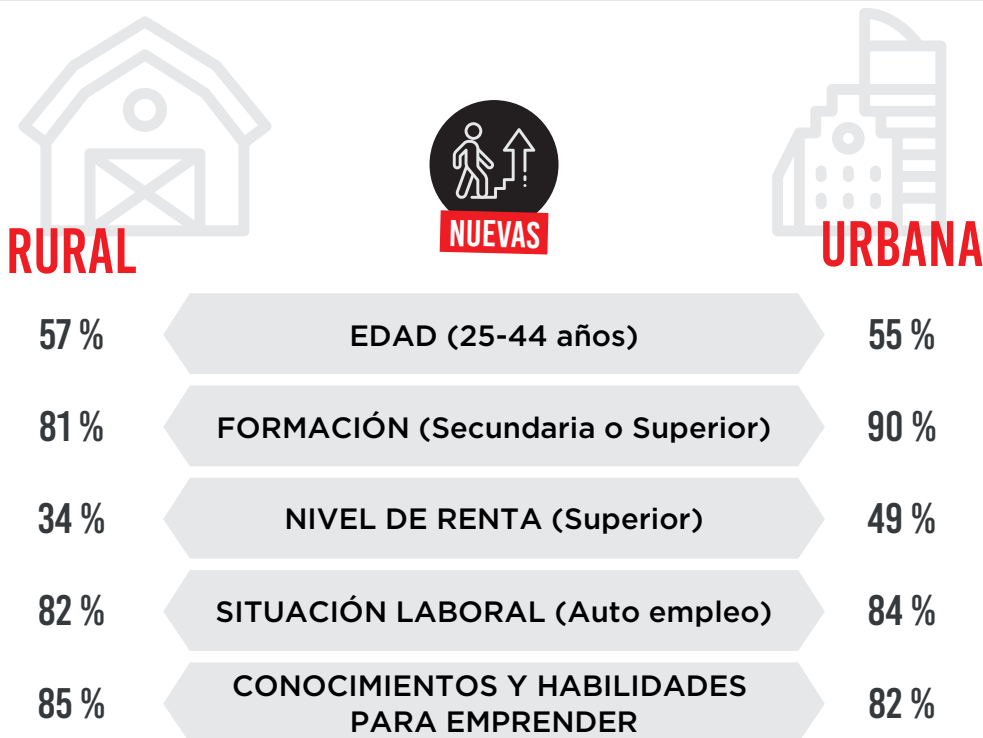 NUEVAS
RURAL
URBANA
57 %
EDAD (25-44 años)
55 %
81 %
FORMACIÓN (Secundaria o Superior)
90 %
34 %
NIVEL DE RENTA (Superior)
49 %
82 %
SITUACIÓN LABORAL (Auto empleo)
84 %
85 %
CONOCIMIENTOS Y HABILIDADES
PARA EMPRENDER
82 %